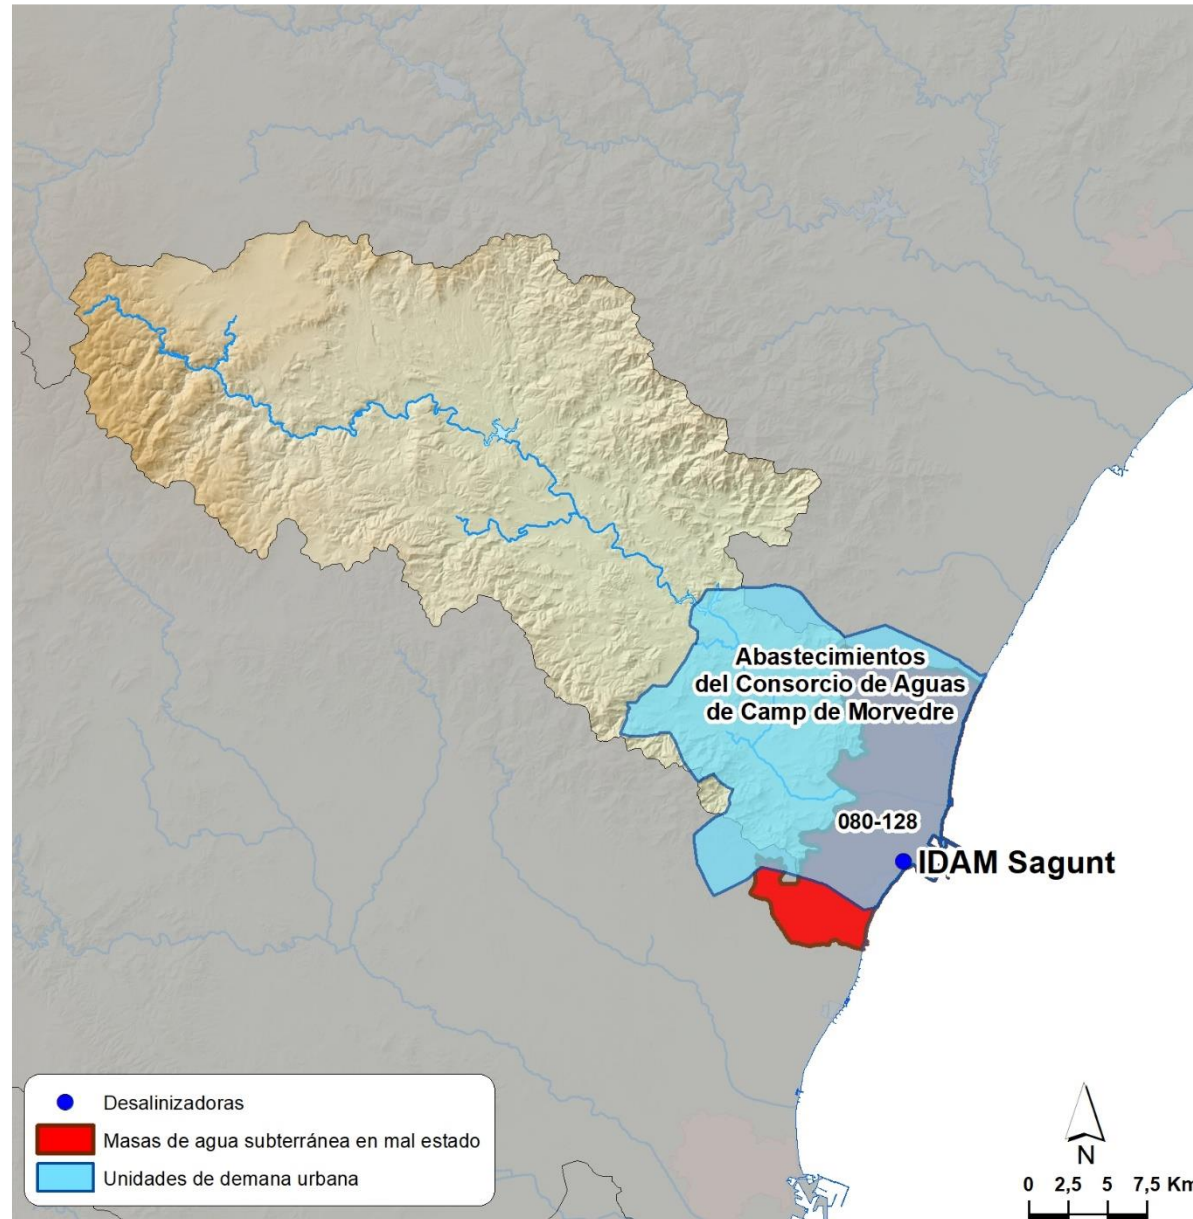 Abastecimientos
del Consorcio de Aguas
de Camp de Morvedre
080-128
IDAM Sagunt
Desalinizadoras
Masas de agua subterránea en mal estado
Unidades de demana urbana
N
0 2,5 5 7,5 Km